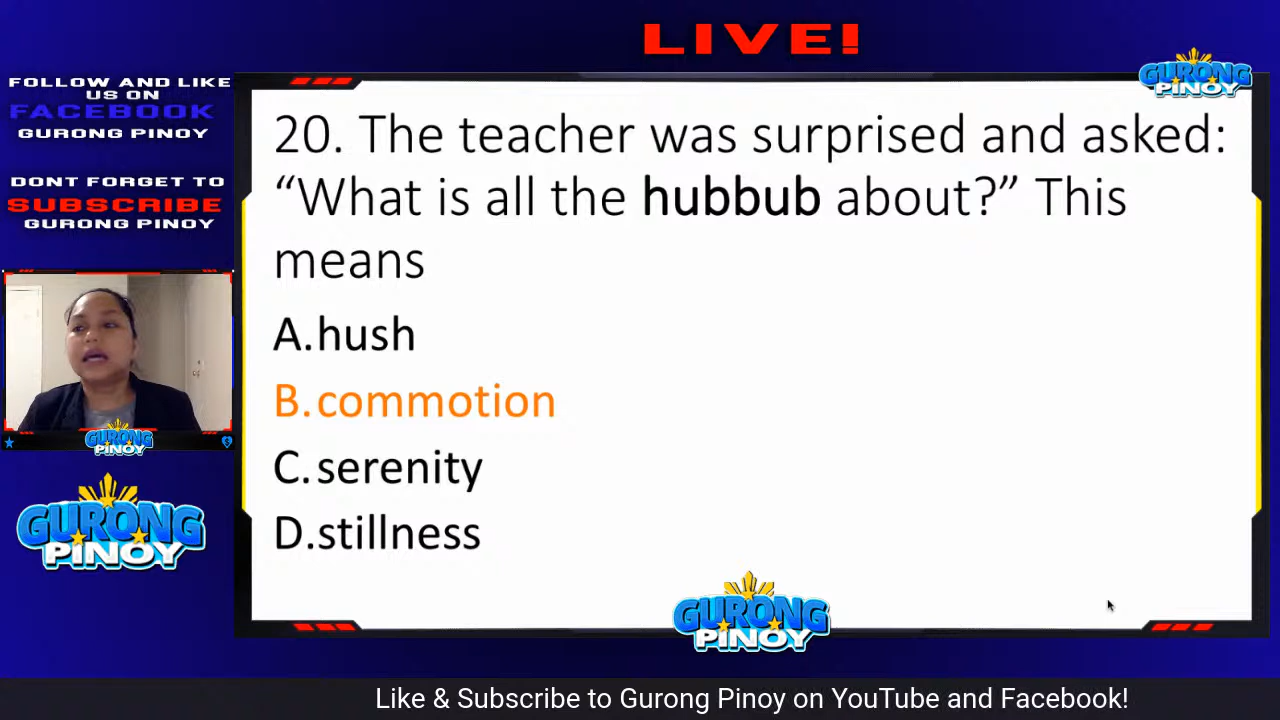 LIVE!
GURONG
PINOY
FOLLOW AND LIKE
US ON
FACEBOOK
GURONG PINOY
DONT FORGET TO
SUBSCRIBE
GURONG PINOY
20. The teacher was surprised and asked:
“What is all the hubbub about?” This
means
A.hush
B.commotion
C.serenity
D.stillness
GURONG
PINOY
GURONG
PINOY
GURONG
PINOY
Like & Subscribe to Gurong Pinoy on YouTube and Facebook!